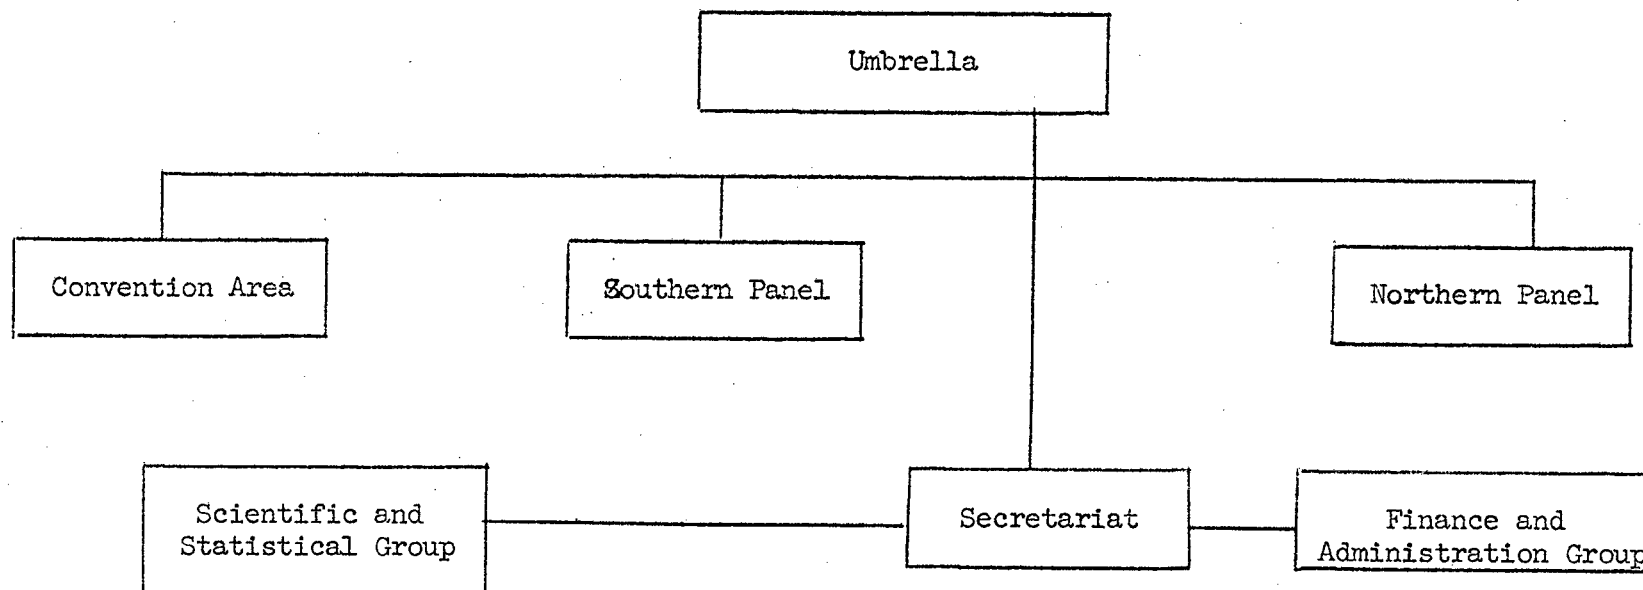 Umbrella
Convention Area
Southern Panel
Northern Panel
Scientific and
Statistical Group
Secretariat
Finance and
Administration Group